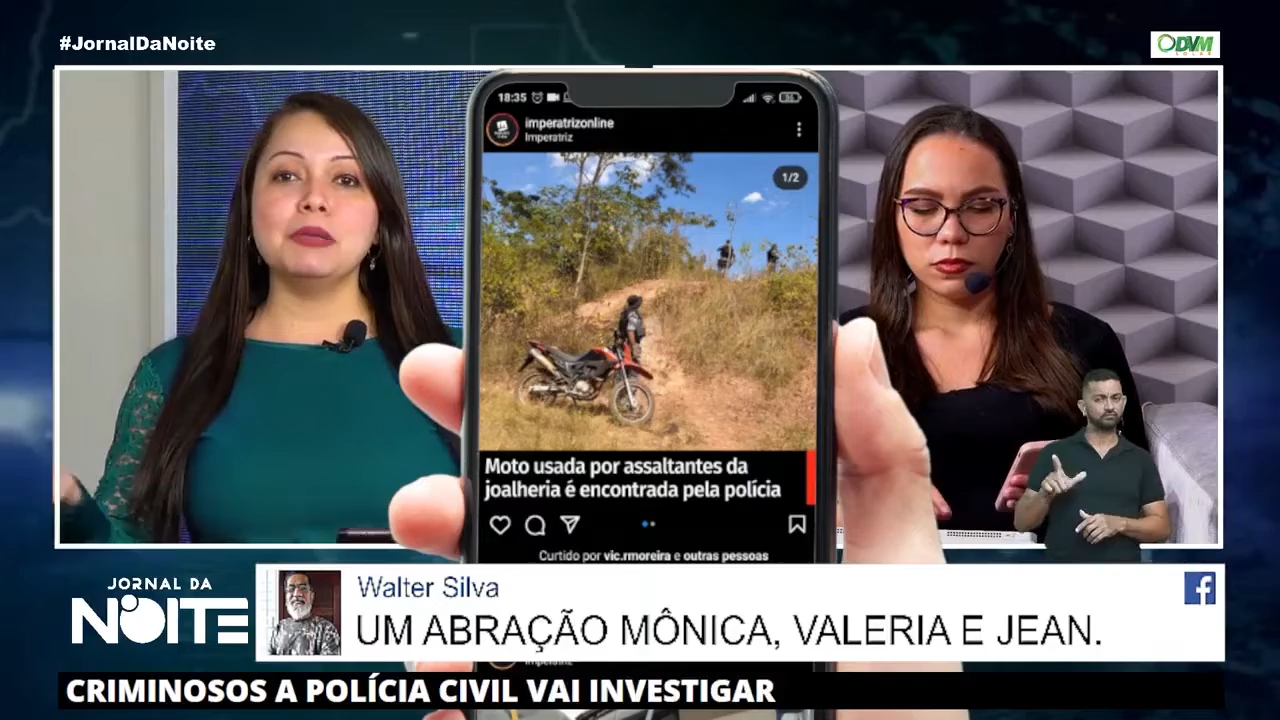 #JornalDaNoite
DVM
SOLAR
18:35
imperatrizonline
Imperatriz
1/2
Moto usada por assaltantes da
joalheria é encontrada pela polícia
Curtido por vic.rmoreira e outras pessoas
JORNAL DA
NOITE
Walter Silva
UM ABRAÇÃO MÔNICA, VALERIA E JEAN.
Imperatriz
CRIMINOSOS A POLÍCIA CIVIL VAI INVESTIGAR